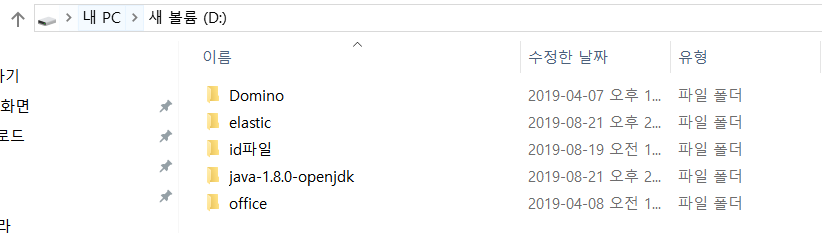 내 PC > 새 볼륨 (D:)
이름 수정한 날짜 유형
Domino 2019-04-07 오후 1... 파일 폴더
elastic 2019-08-21 오후 2... 파일 폴더
id파일 2019-08-19 오전 1... 파일 폴더
java-1.8.0-openjdk 2019-08-21 오후 2... 파일 폴더
office 2019-04-08 오전 1... 파일 폴더
가기
화면
로드
라